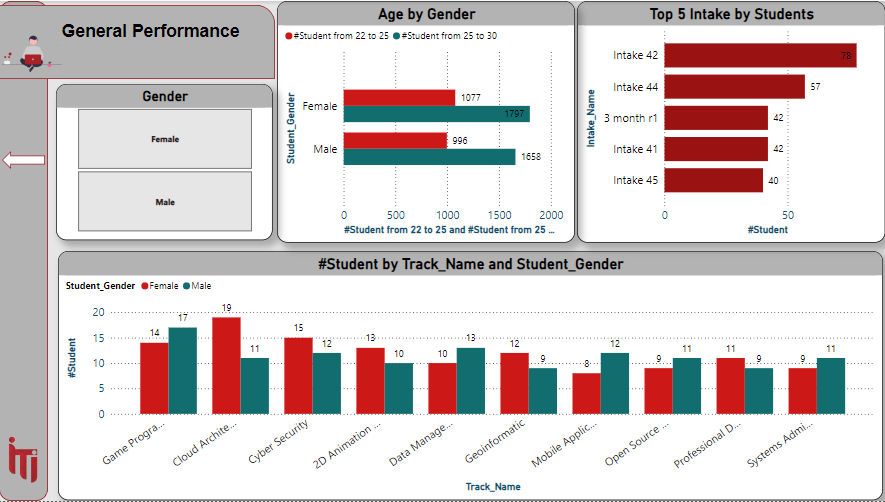 General Performance
Gender
Female
Male
Age by Gender
#Student from 22 to 25 #Student from 25 to 30
Student_Gender
Female
1077
1797
Male
996
1658
0 500 1000 1500 2000
#Student from 22 to 25 and #Student from 25 ...
Top 5 Intake by Students
Intake_Name
Intake 42 78
Intake 44 57
3 month r1 42
Intake 41 42
Intake 45 40
0 50
#Student
#Student by Track_Name and Student_Gender
Student_Gender Female Male
#Student
20
15
10
5
0
14 17 19 11 15 12 13 10 10 13 12 9 8 12 9 11 11 9 9 11
Game Progra... Cloud Archite... Cyber Security 2D Animation ... Data Manage... Geoinformatic Mobile Applic... Open Source ... Professional D... Systems Admi...
Track_Name
iTi